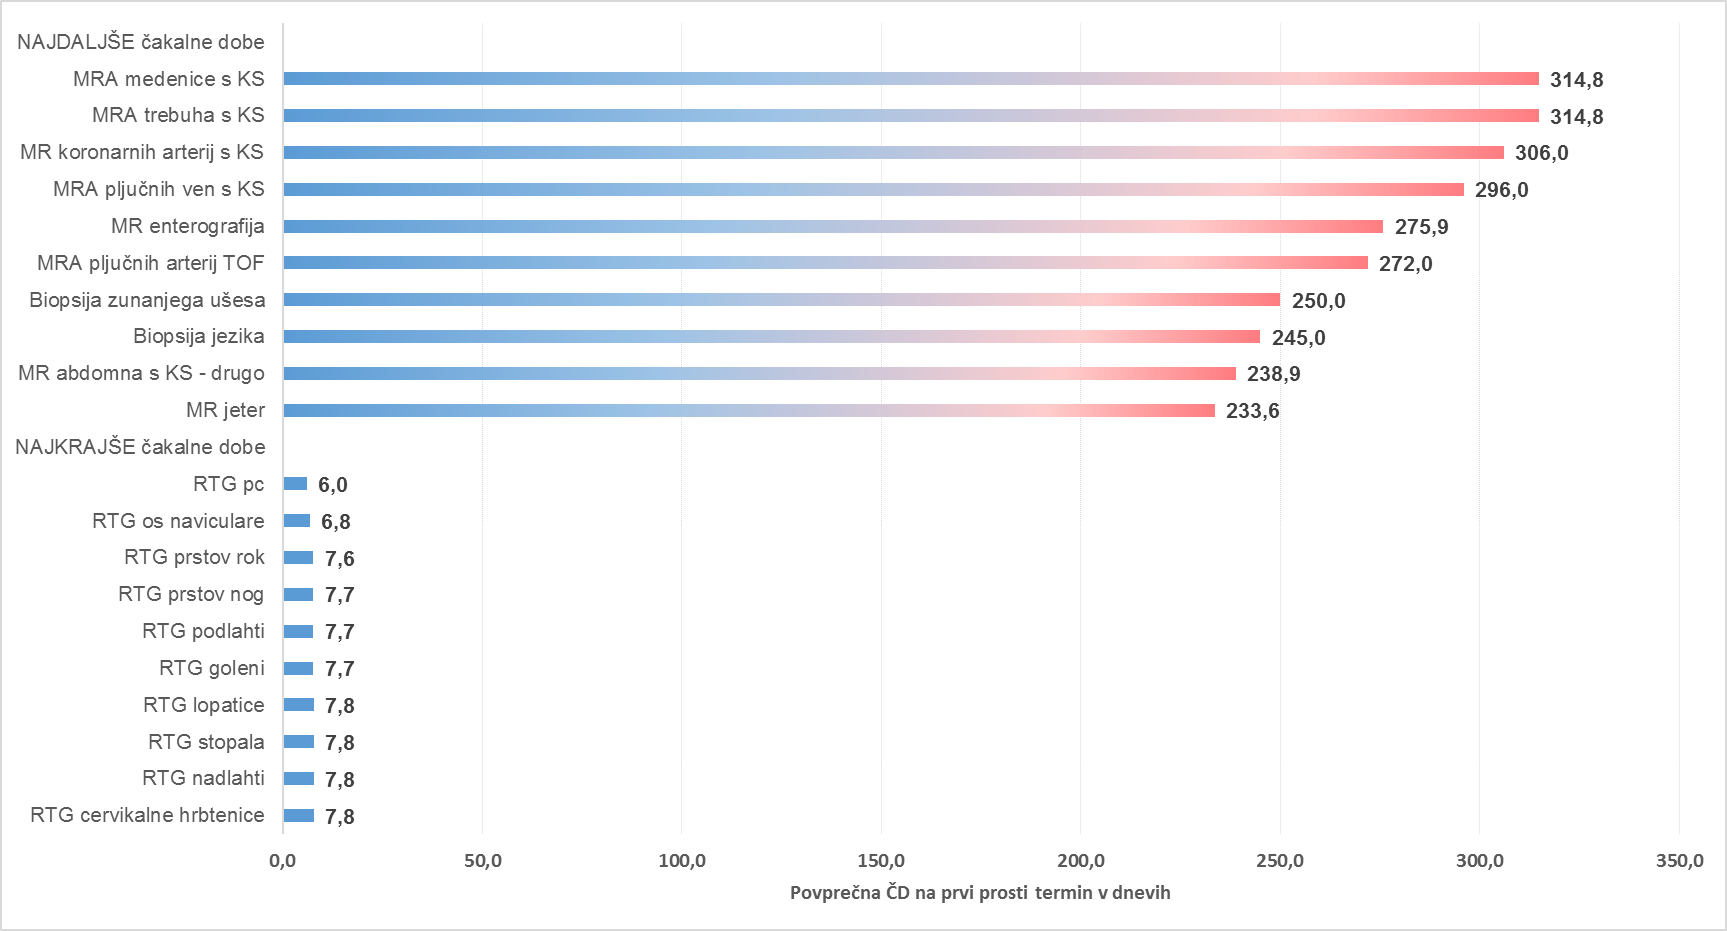 NAJDALJŠE čakalne dobe
MRA medenice s KS 314,8
MRA trebuha s KS 314,8
MR koronarnih arterij s KS 306,0
MRA pljučnih ven s KS 296,0
MR enterografija 275,9
MRA pljučnih arterij TOF 272,0
Biopsija zunanjega ušesa 250,0
Biopsija jezika 245,0
MR abdomna s KS - drugo 238,9
MR jeter 233,6
NAJKRAJŠE čakalne dobe
RTG pc 6,0
RTG os naviculare 6,8
RTG prstov rok 7,6
RTG prstov nog 7,7
RTG podlahti 7,7
RTG goleni 7,7
RTG lopatice 7,8
RTG stopala 7,8
RTG nadlahti 7,8
RTG cervikalne hrbtenice 7,8
0,0 50,0 100,0 150,0 200,0 250,0 300,0 350,0
Povprečna ČD na prvi prosti termin v dnevih